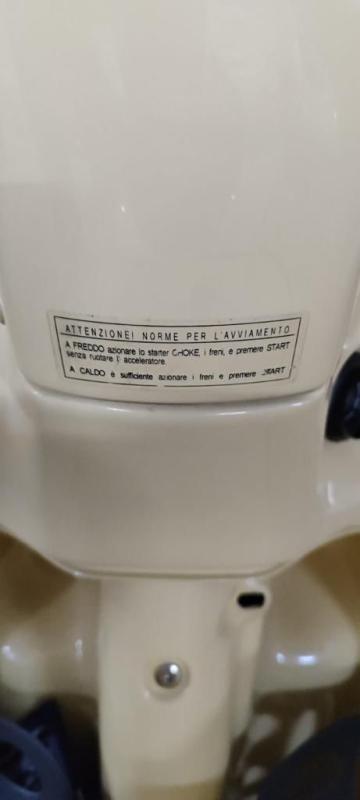 ATTENZIONE! NORME PER L'AVVIAMENTO
A FREDDO azionare lo starter CHOKE, i freni, e premere START
senza ruotare l' acceleratore.
A CALDO è sufficiente azionare i freni e premere START